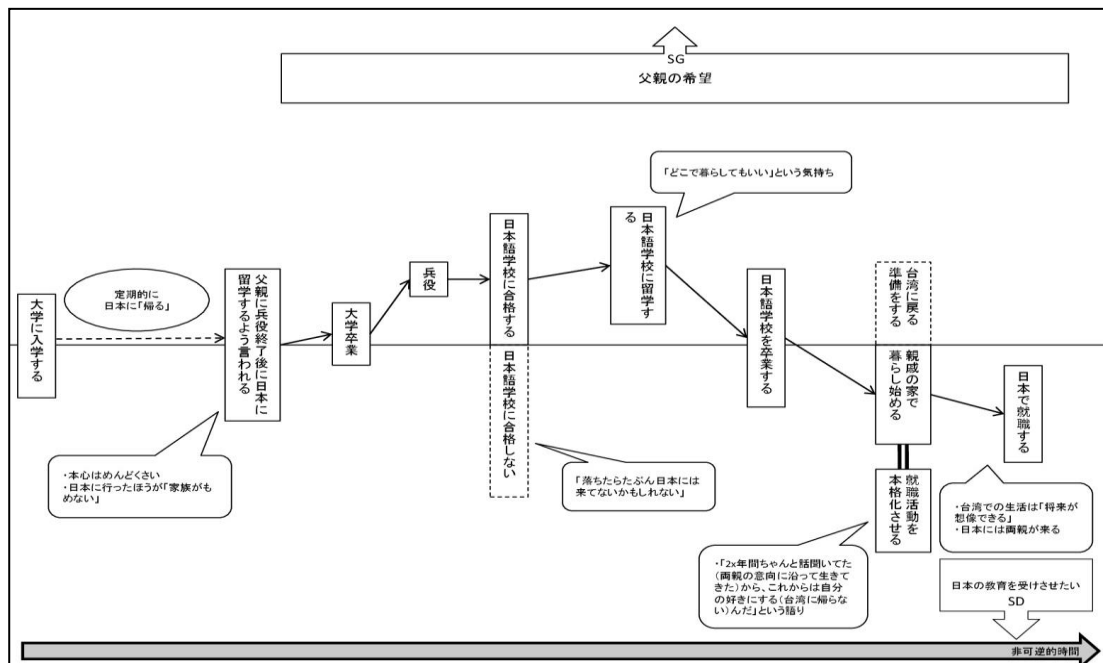 SG
父親の希望
「どこで暮らしてもいい」という気持ち
大学に入学する
定期的に
日本に「帰る」
父親に兵役終了後に日本に
留学するよう言われる
・本心はめんどくさい
・日本に行ったほうが「家族がも
めない」
大学卒業
兵役
日本語学校に合格する
日本語学校に合格しない
「落ちたらたぶん日本には
来てないかもしれない」
日本語学校に留学す
る
日本語学校を卒業する
台湾に戻る
準備をする
親戚の家で
暮らし始める
就職活動を
本格化させる
・「2x年間ちゃんと話聞いてた
(両親の意向に沿って生きて
きた)から、これからは自分
の好きにする(台湾に帰らな
い)んだ」という語り
日本で就職する
・台湾での生活は「将来が
想像できる」
・日本には両親が来る
日本の教育を受けさせたい
SD
非可逆的時間